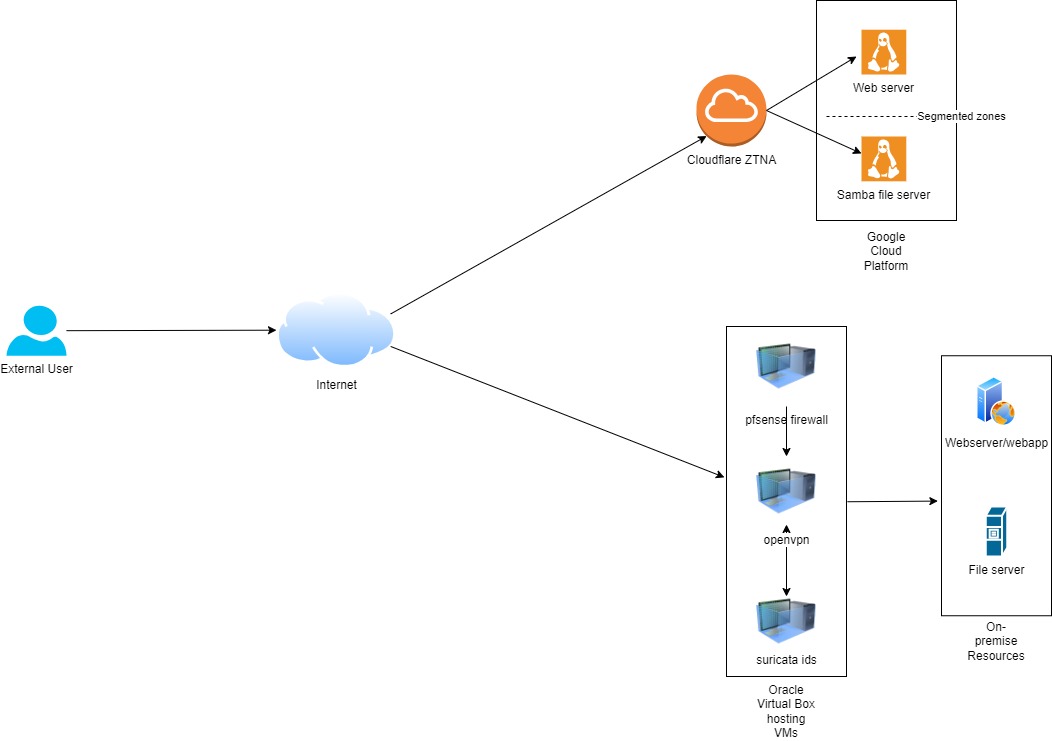 Web server
Segmented zones
Cloudflare ZTNA
Samba file server
Google
Cloud
Platform
External User
Internet
pfsense firewall
openvpn
suricata ids
Oracle
Virtual Box
hosting
VMs
Webserver/webapp
File server
On-
premise
Resources